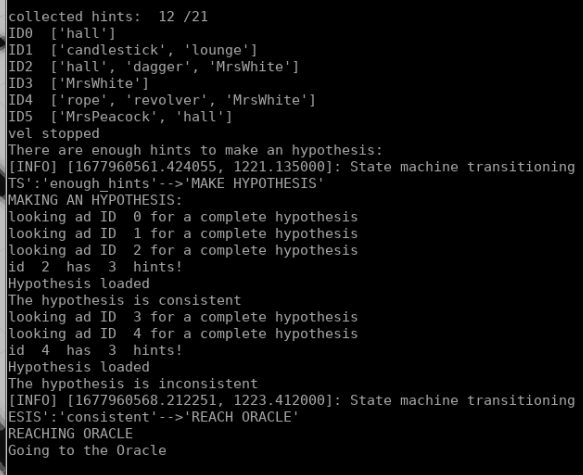 collected hints:  12 /21
ID0  ['hall']
ID1  ['candlestick', 'lounge']
ID2  ['hall', 'dagger', 'MrsWhite']
ID3  ['MrsWhite']
ID4  ['rope', 'revolver', 'MrsWhite']
ID5  ['MrsPeacock', 'hall']
vel stopped
There are enough hints to make an hypothesis:
[INFO] [1677960561.424055, 1221.135000]: State machine transitioning
TS':'enough_hints'-->'MAKE HYPOTHESIS'
MAKING AN HYPOTHESIS:
looking ad ID  0 for a complete hypothesis
looking ad ID  1 for a complete hypothesis
looking ad ID  2 for a complete hypothesis
id  2  has  3  hints!
Hypothesis loaded
The hypothesis is consistent
looking ad ID  3 for a complete hypothesis
looking ad ID  4 for a complete hypothesis
id  4  has  3  hints!
Hypothesis loaded
The hypothesis is inconsistent
[INFO] [1677960568.212251, 1223.412000]: State machine transitioning
ESIS':'consistent'-->'REACH ORACLE'
REACHING ORACLE
Going to the Oracle